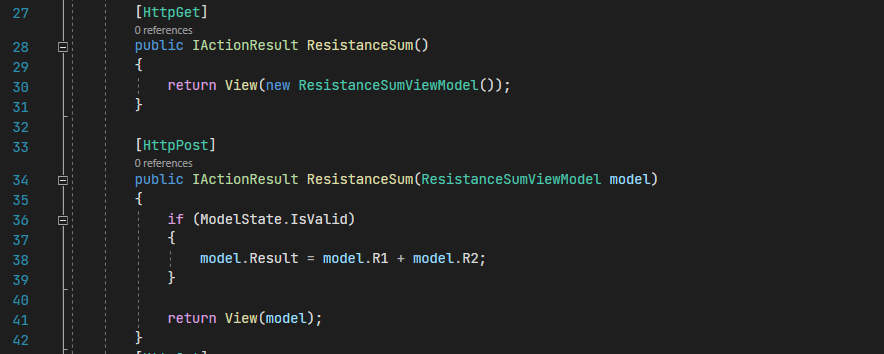 27 [HttpGet]
0 references
28 public IActionResult ResistanceSum()
29 {
30 return View(new ResistanceSumViewModel());
31 }
32
33 [HttpPost]
0 references
34 public IActionResult ResistanceSum(ResistanceSumViewModel model)
35 {
36 if (ModelState.IsValid)
37 {
38 model.Result = model.R1 + model.R2;
39 }
40
41 return View(model);
42 }